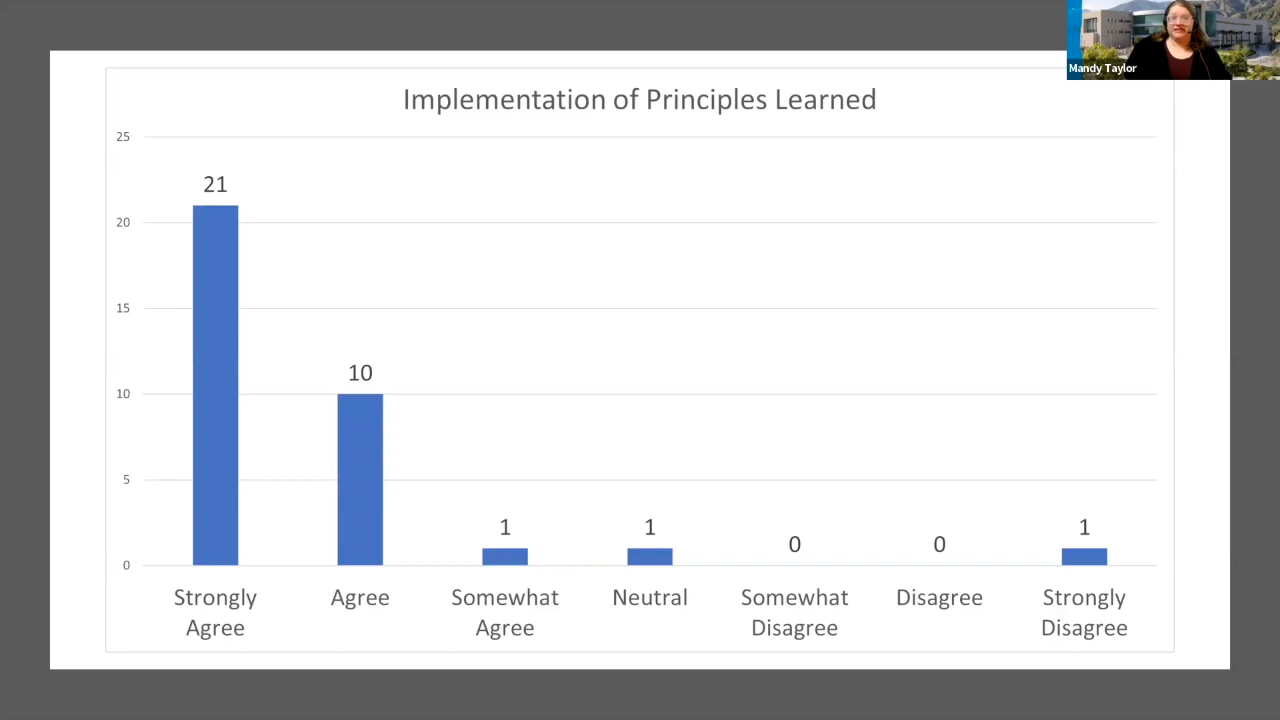 Mandy Taylor
Implementation of Principles Learned
25
20
15
10
5
0
21
10
1
1
0
0
1
Strongly
Agree
Agree
Somewhat
Agree
Neutral
Somewhat
Disagree
Disagree
Strongly
Disagree